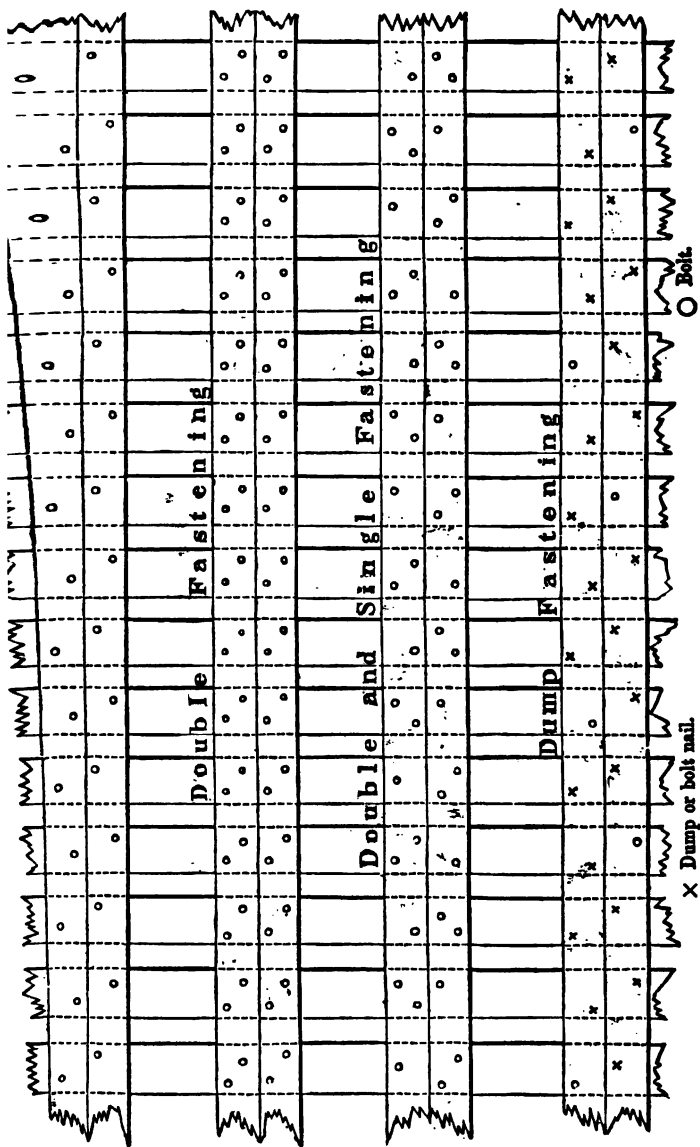 Double Fastening
Double and Single Fastening
Dump Fastening
× Dump or bolt nail.
O Bolt.